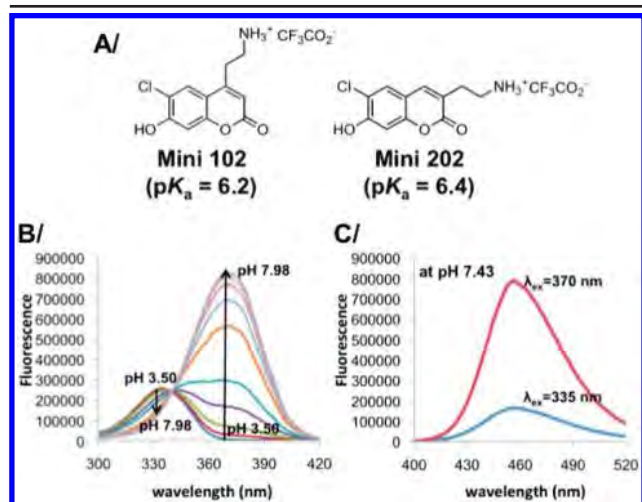 A/
NH₃⁺ CF₃CO₂⁻
Cl
HO
O
O
Mini 102
(pKₐ = 6.2)
Cl
NH₃⁺CF₃CO₂⁻
HO
O
O
Mini 202
(pKₐ = 6.4)
B/
900000
800000
700000
600000
500000
400000
300000
200000
100000
0
Fluorescence
pH 7.98
pH 3.50
pH 7.98
pH 3.50
300
330
360
390
420
wavelength (nm)
C/
900000
800000
700000
600000
500000
400000
300000
200000
100000
0
Fluorescence
at pH 7.43
λₑₓ=370 nm
λₑₓ=335 nm
400
430
460
490
520
wavelength (nm)